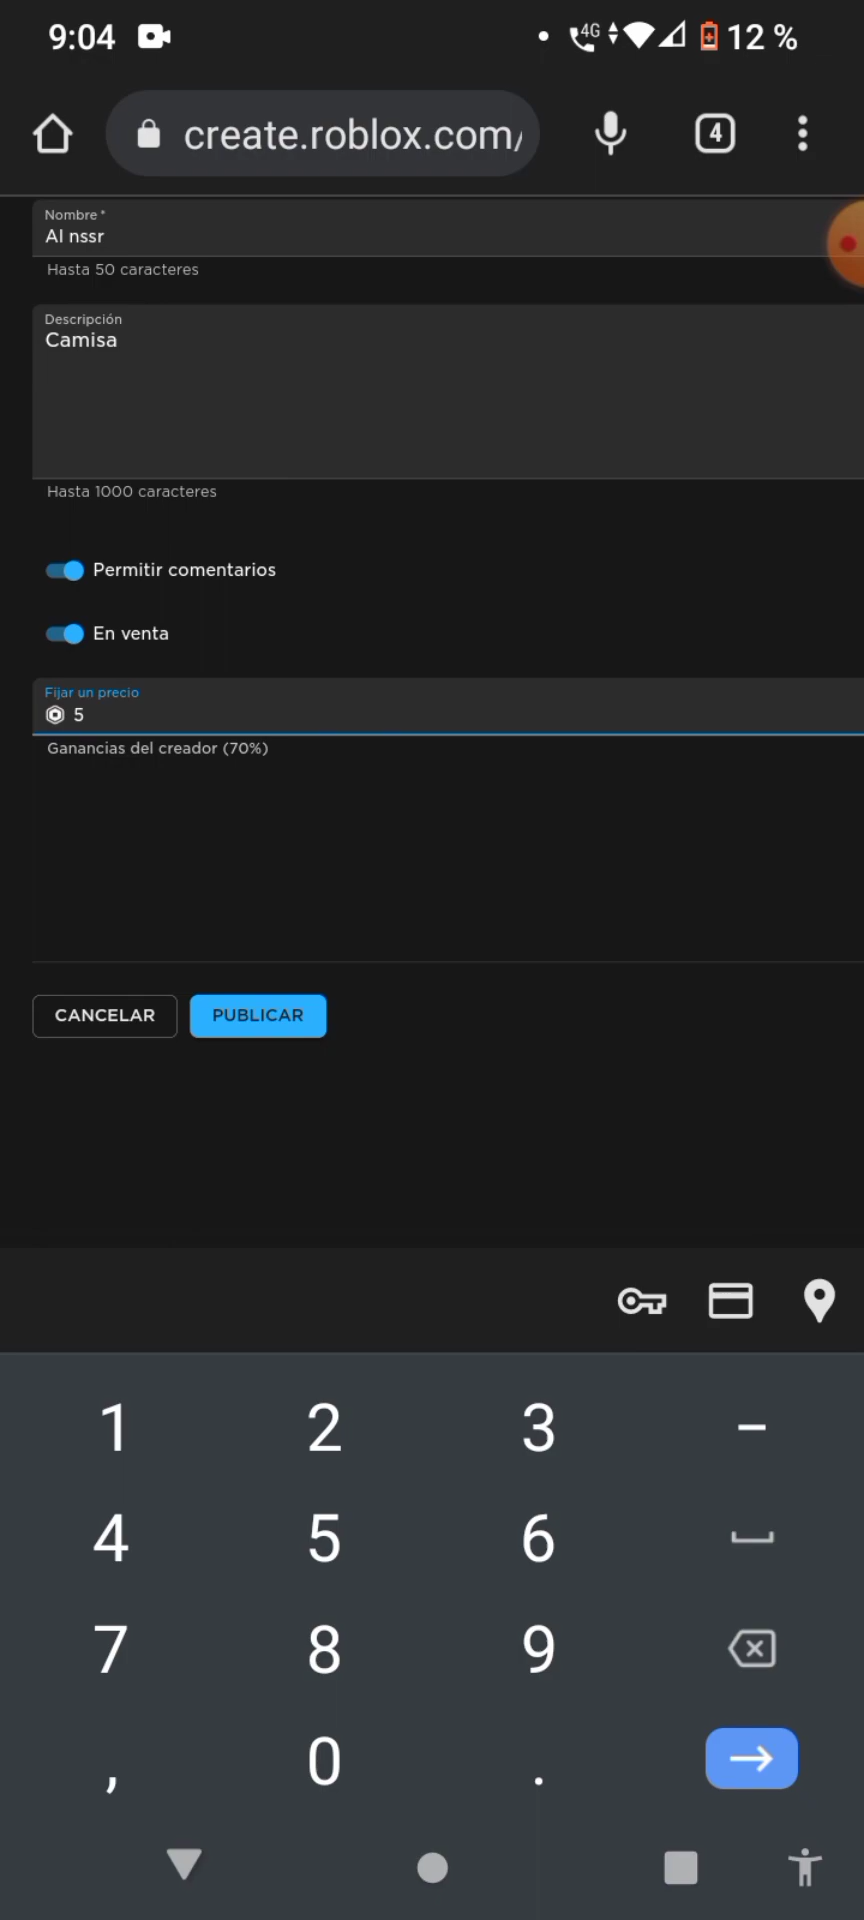 9:04 4G 12 %
create.roblox.com/ 4
Nombre *
Al nssr
Hasta 50 caracteres
Descripción
Camisa
Hasta 1000 caracteres
Permitir comentarios
En venta
Fijar un precio
5
Ganancias del creador (70%)
CANCELAR PUBLICAR
1 2 3 –
4 5 6
7 8 9
, 0 .